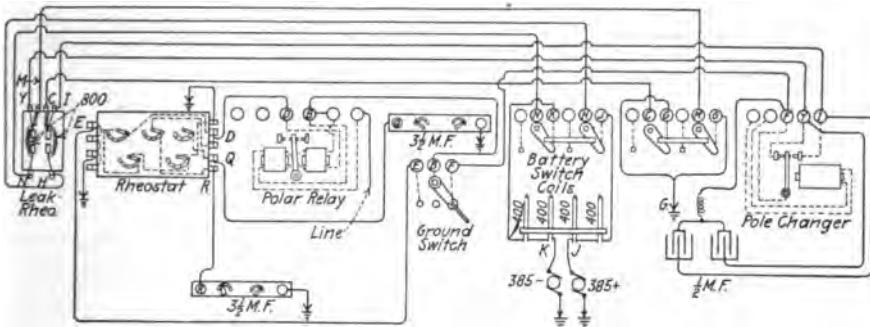 M
Y C I
800
E
N H
Leak-
Rheo.
Rheostat
D
Q
R
Polar Relay
Line
3½ M.F.
3½ M.F.
Ground
Switch
Battery
Switch
Coils
400 400 400 400
K J
385- 385+
G
½ M.F.
Pole Changer